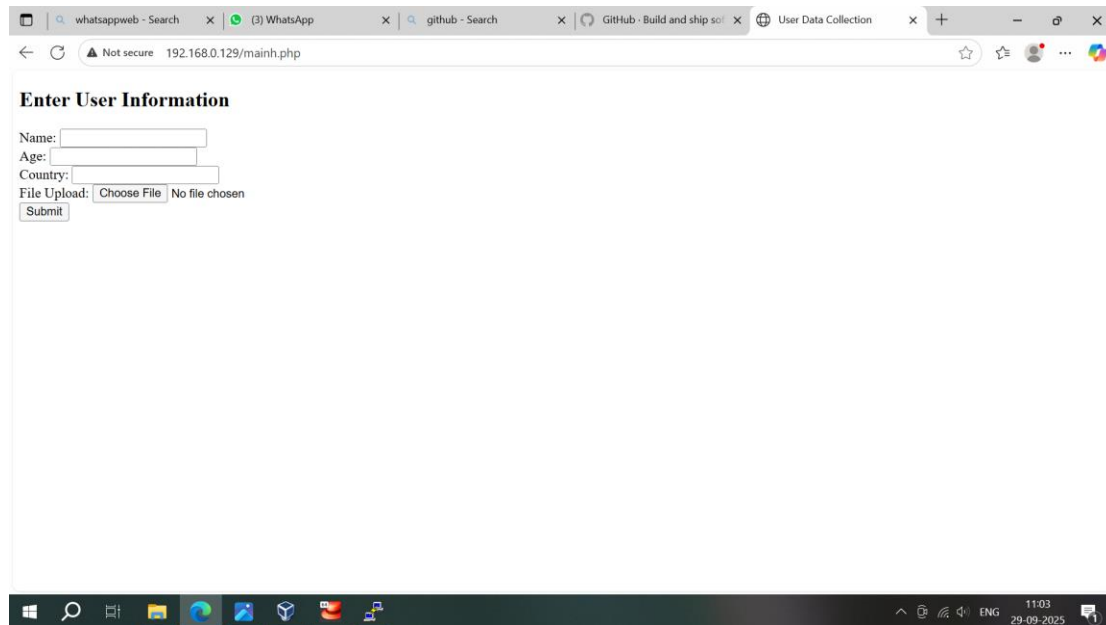 whatsappweb - Search
(3) WhatsApp
github - Search
GitHub · Build and ship sof
User Data Collection
Not secure 192.168.0.129/mainh.php
Enter User Information
Name:
Age:
Country:
File Upload: Choose File No file chosen
Submit
ENG
11:03
29-09-2025
1